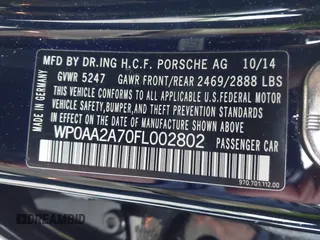 MFD BY DR.ING H.C.F. PORSCHE AG 10/14
GVWR 5247 GAWR FRONT/REAR 2469/2888 LBS
THIS VEHICLE CONFORMS TO ALL APPLICABLE
U.S.FEDERAL MOTOR VEHICLE SAFETY, BUMPER, AND THEFT
PREVENTION STANDARDS IN EFFECT ON THE
DATE OF MANUFACTURE SHOWN ABOVE
WP0AA2A70FL002802
PASSENGER CAR
GERMANY
970.701.112.00
DREAMBID